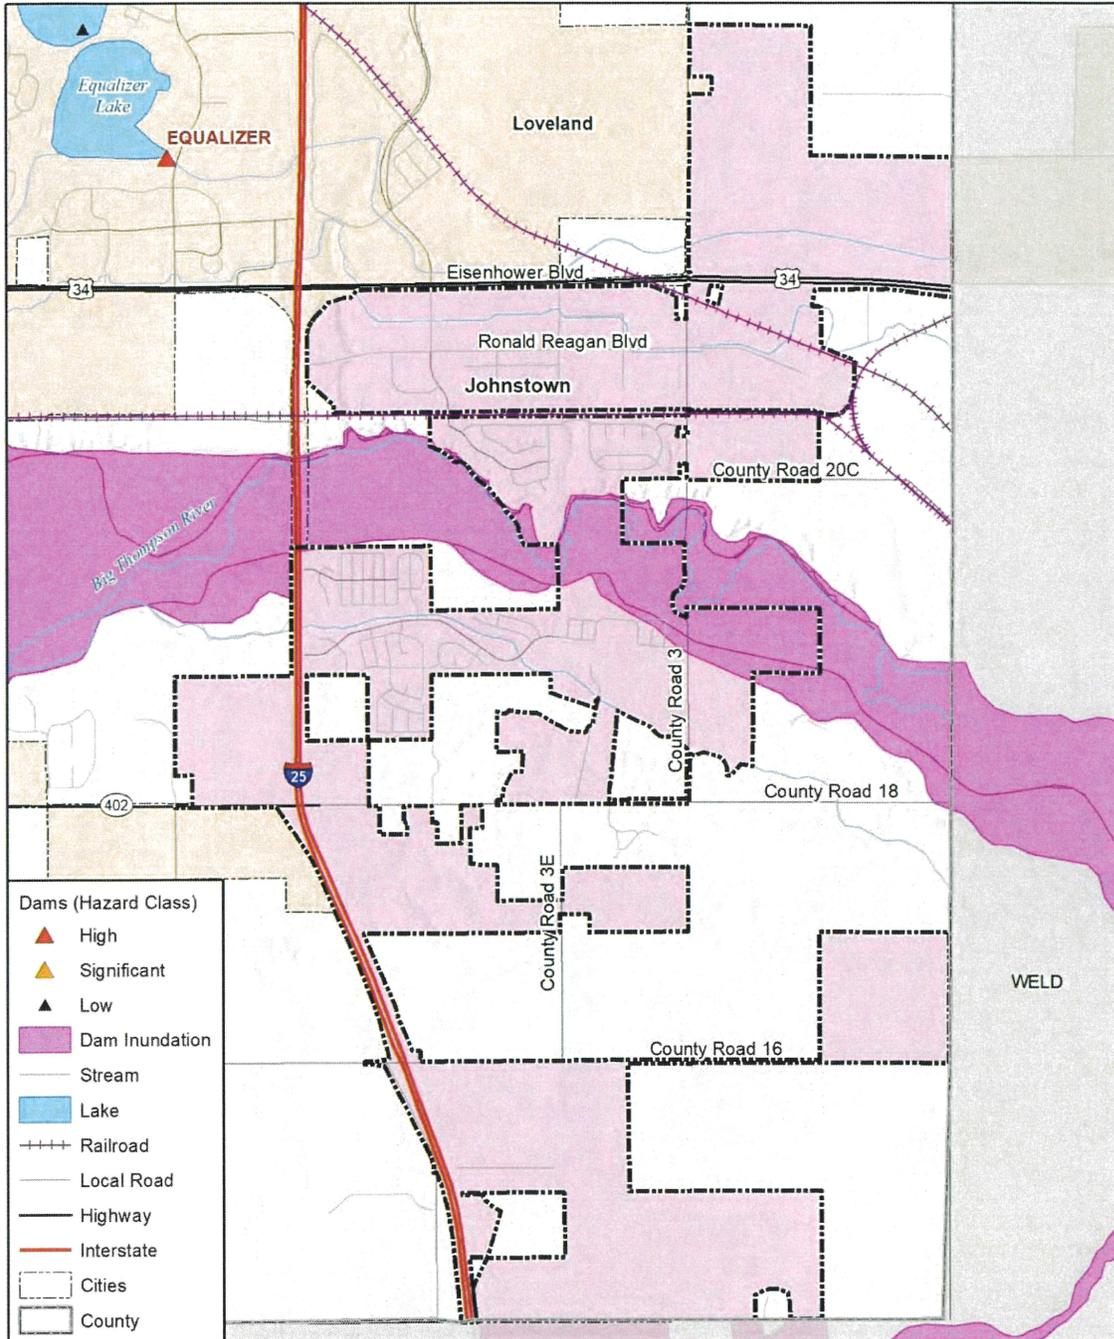 Equalizer
Lake
EQUALIZER
Loveland
Eisenhower Blvd
34
34
Ronald Reagan Blvd
Johnstown
County Road 20C
Big Thompson River
County Road 3
25
402
County Road 18
County Road 3E
WELD
County Road 16
Dams (Hazard Class)
High
Significant
Low
Dam Inundation
Stream
Lake
Railroad
Local Road
Highway
Interstate
Cities
County